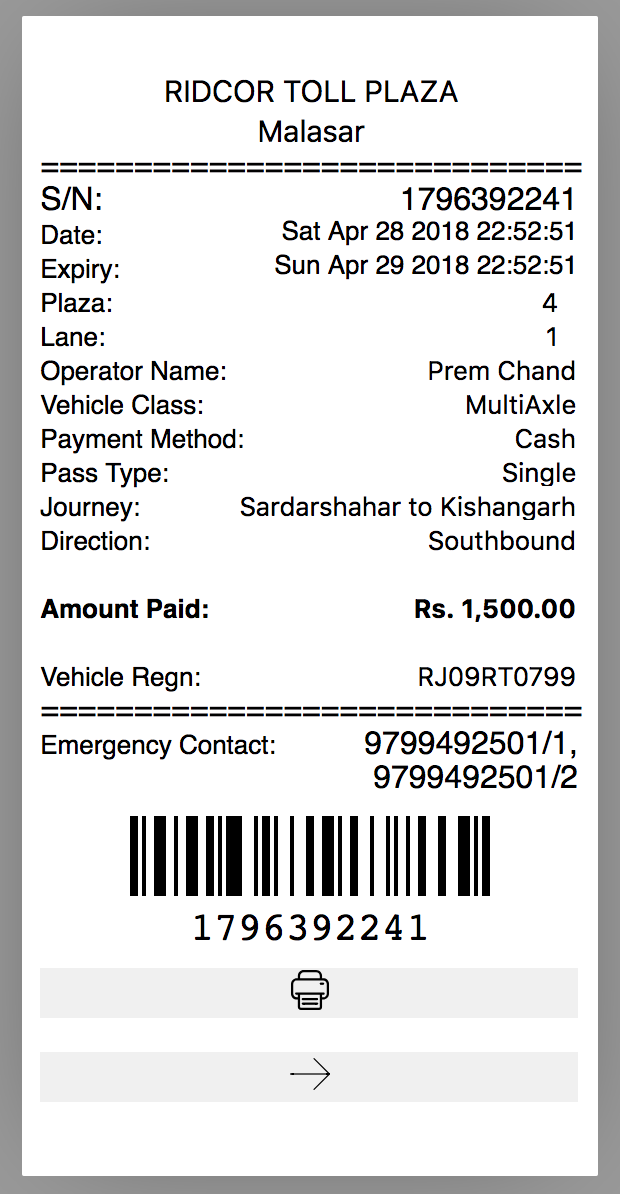 RIDCOR TOLL PLAZA
Malasar
=============================
S/N: 1796392241
Date: Sat Apr 28 2018 22:52:51
Expiry: Sun Apr 29 2018 22:52:51
Plaza: 4
Lane: 1
Operator Name: Prem Chand
Vehicle Class: MultiAxle
Payment Method: Cash
Pass Type: Single
Journey: Sardarshahar to Kishangarh
Direction: Southbound
Amount Paid: Rs. 1,500.00
Vehicle Regn: RJ09RT0799
=============================
Emergency Contact: 9799492501/1,
9799492501/2
1796392241